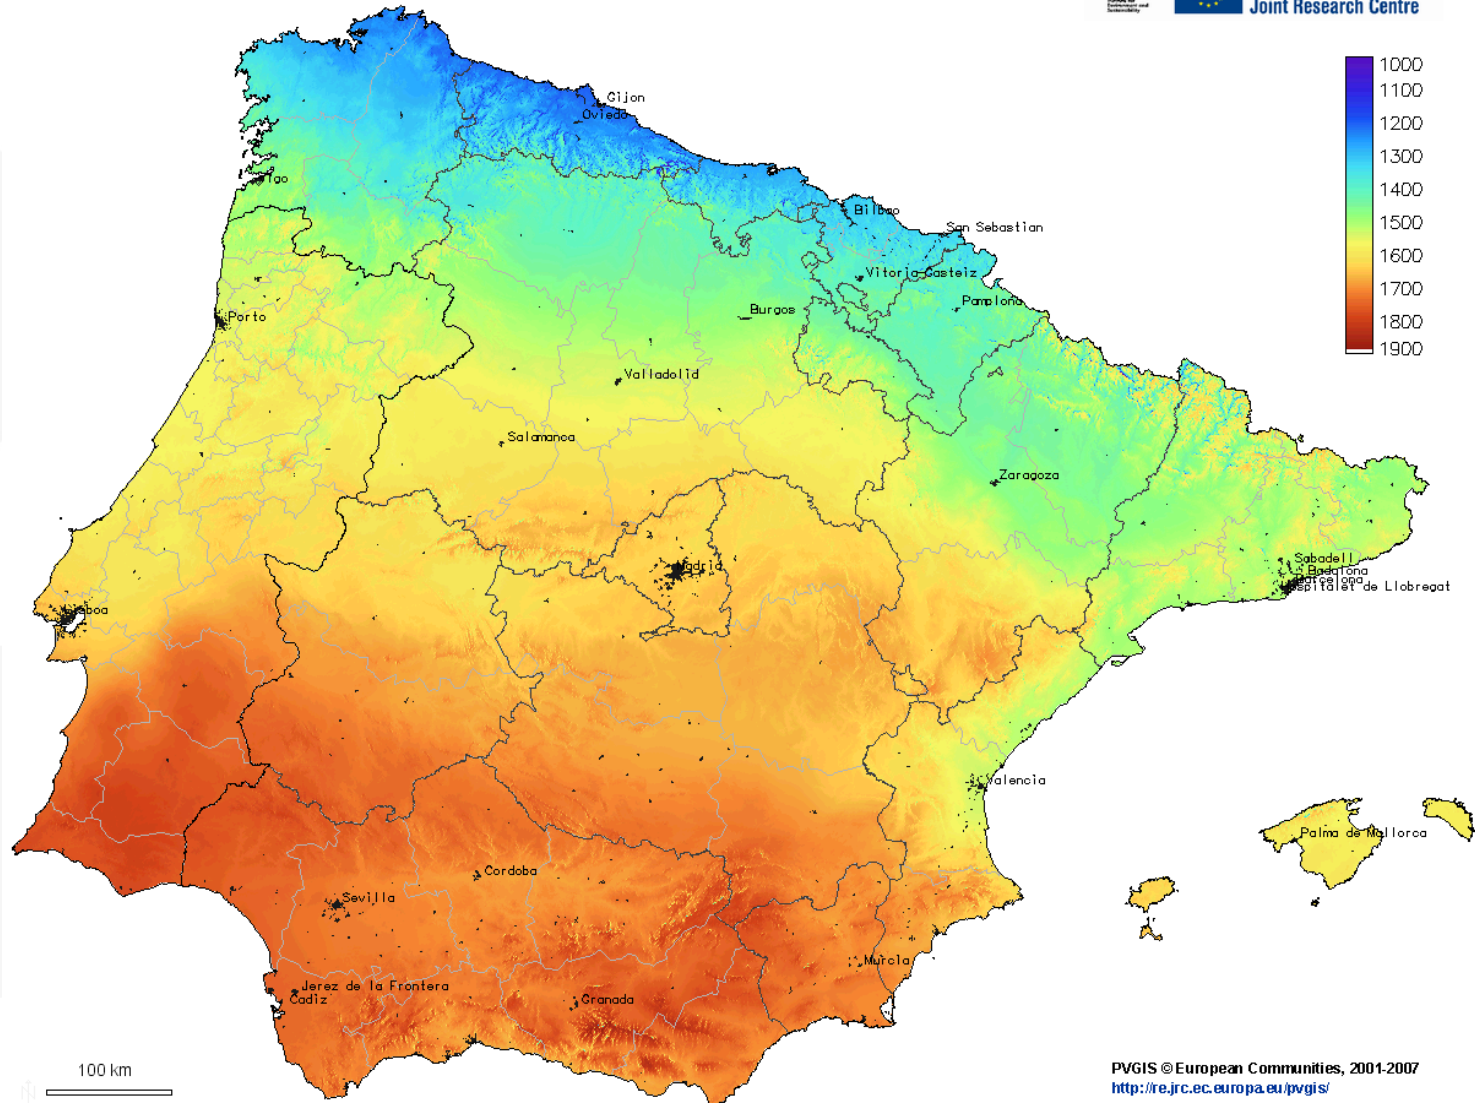 Joint Research Centre
1000
1100
1200
1300
1400
1500
1600
1700
1800
1900
Gijon
Oviedo
Bilbao
San Sebastian
Vitoria-Gasteiz
Pamplona
Burgos
Porto
Valladolid
Salamanca
Zaragoza
Madrid
Sabadell
Badalona
Barcelona
Hospitalet de Llobregat
Lisboa
Valencia
Palma de Mallorca
Cordoba
Sevilla
Murcia
Jerez de la Frontera
Cadiz
Granada
100 km
PVGIS © European Communities, 2001-2007
http://re.jrc.ec.europa.eu/pvgis/